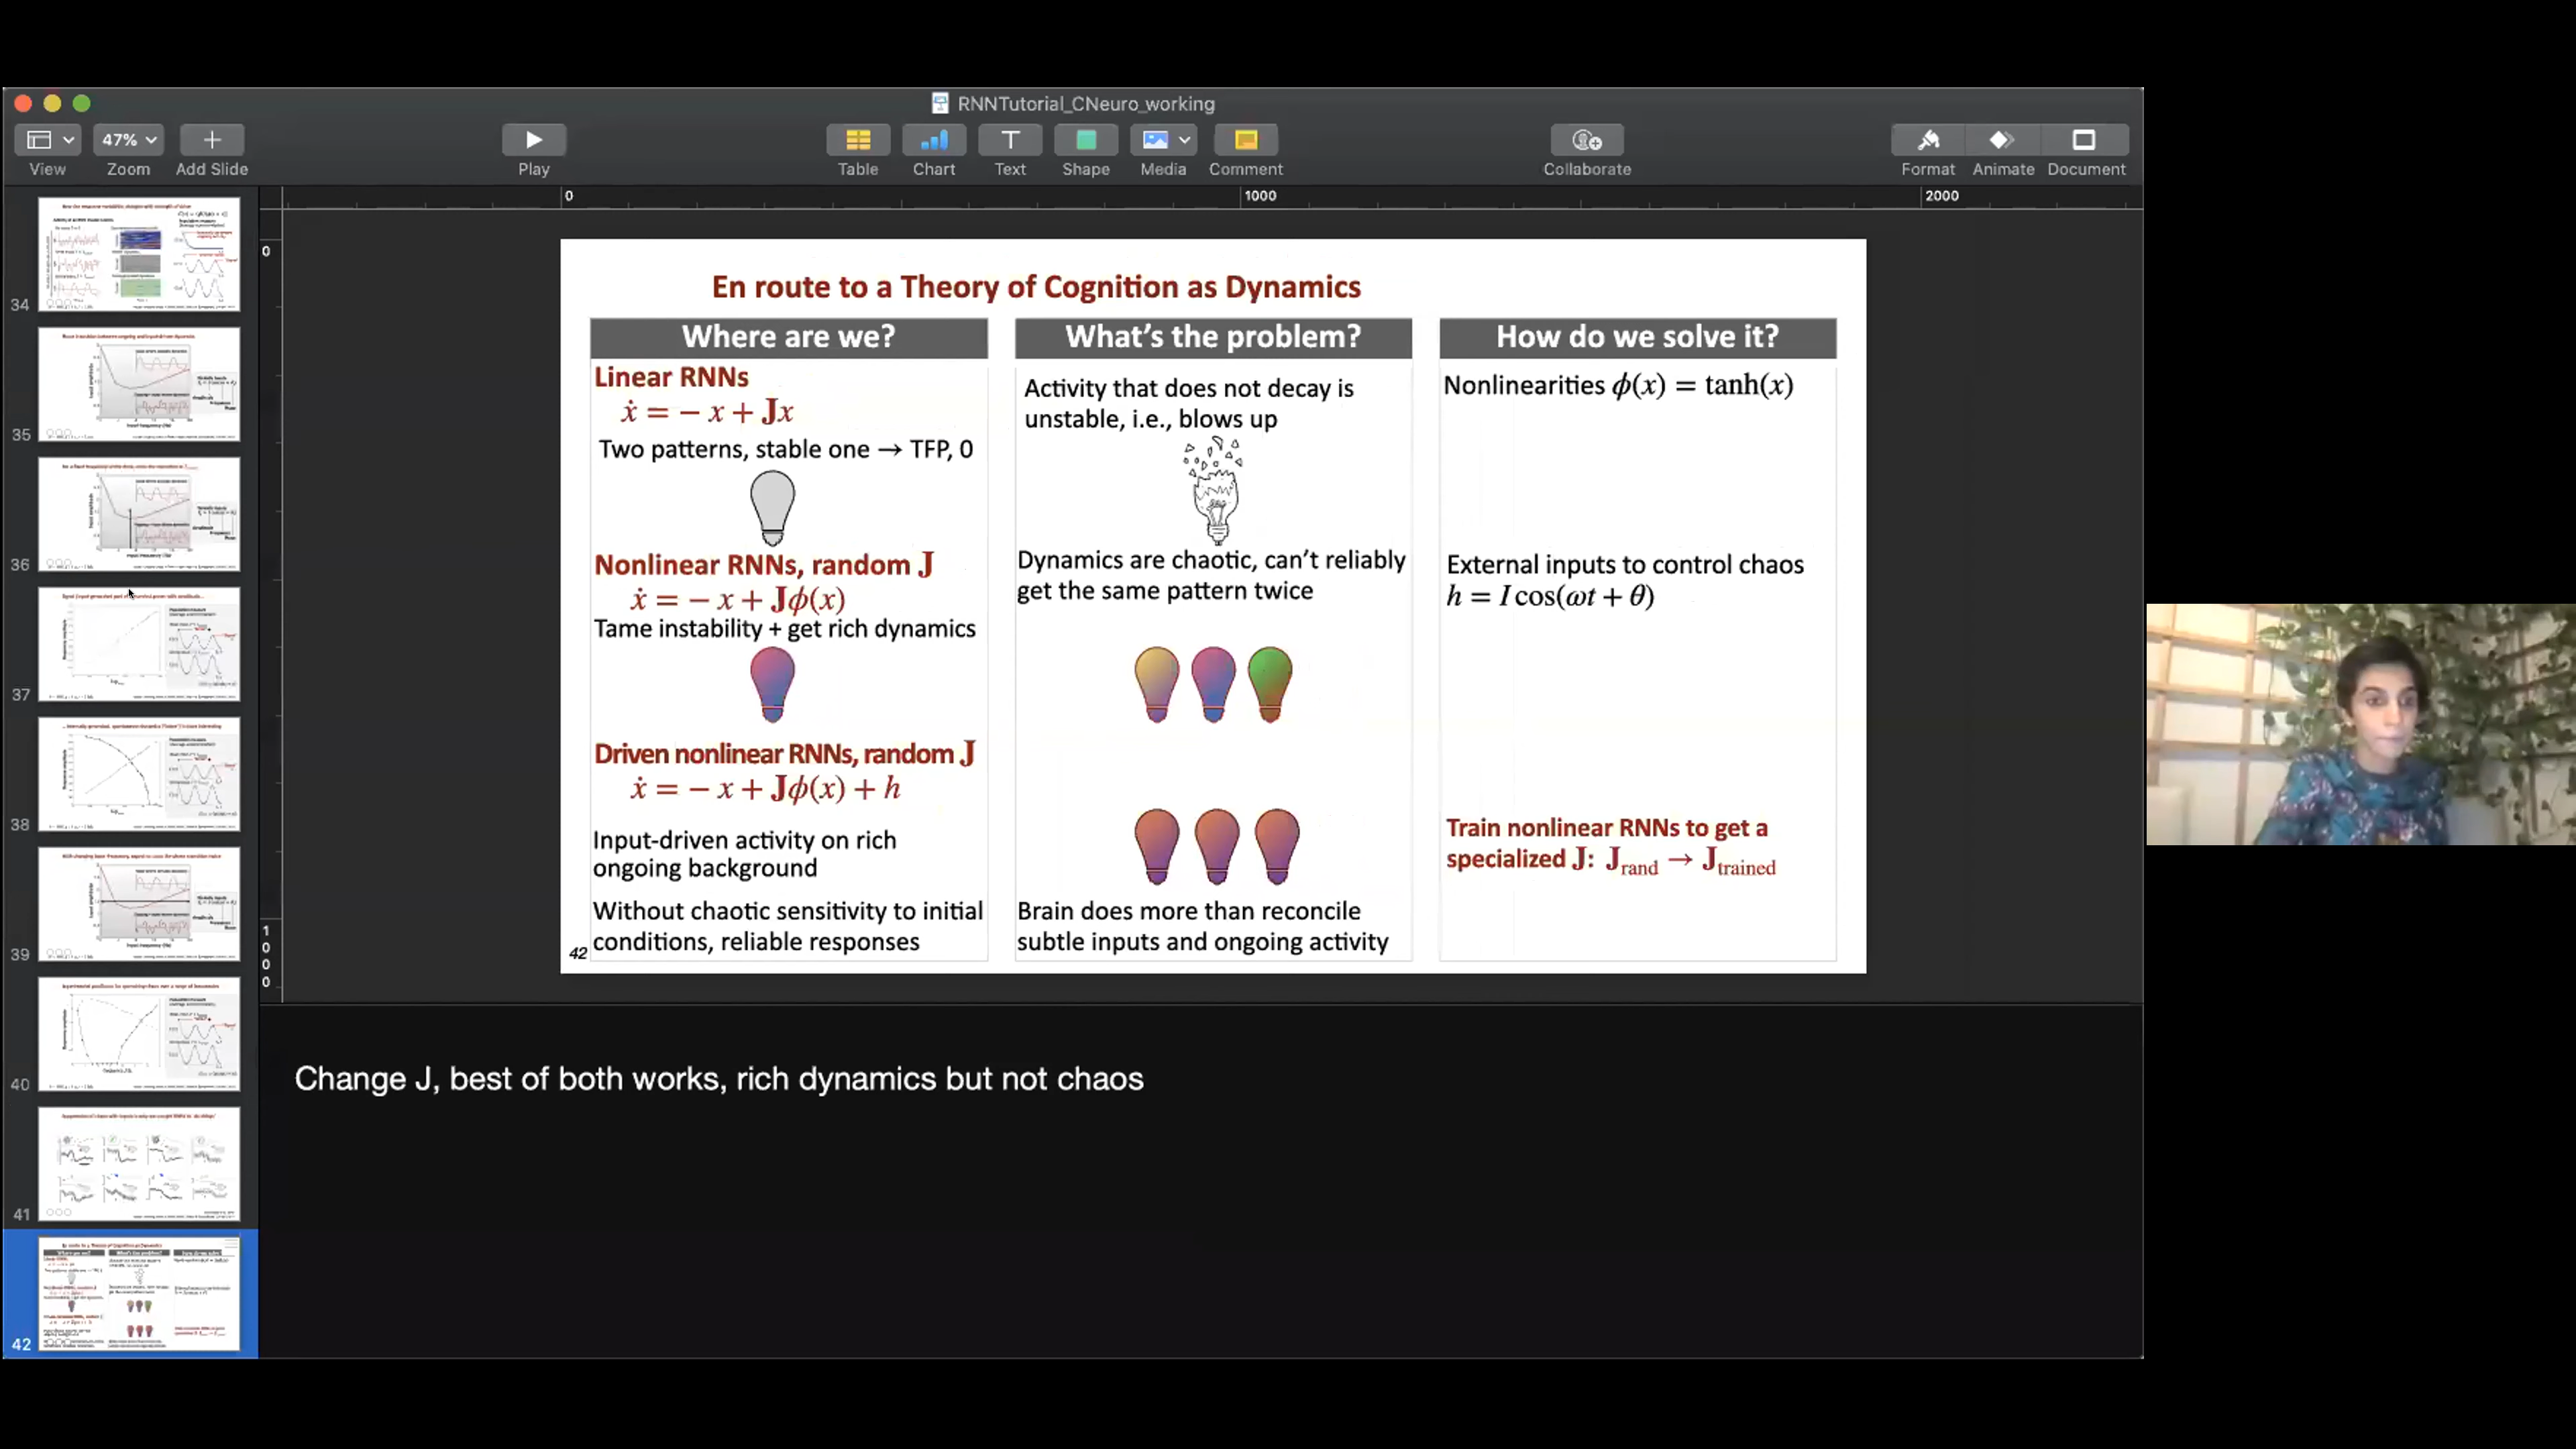 RNNTutorial_CNeuro_working
47%
View
Zoom
Add Slide
Play
Table
Chart
Text
Shape
Media
Comment
Collaborate
Format
Animate
Document
0
1000
2000
0
1000
34
35
36
37
38
39
40
41
42
En route to a Theory of Cognition as Dynamics
Where are we?
Linear RNNs
ẋ = − x + Jx
Two patterns, stable one → TFP, 0
Nonlinear RNNs, random J
ẋ = − x + Jϕ(x)
Tame instability + get rich dynamics
Driven nonlinear RNNs, random J
ẋ = − x + Jϕ(x) + h
Input-driven activity on rich
ongoing background
Without chaotic sensitivity to initial
conditions, reliable responses
What's the problem?
Activity that does not decay is
unstable, i.e., blows up
Dynamics are chaotic, can't reliably
get the same pattern twice
Brain does more than reconcile
subtle inputs and ongoing activity
How do we solve it?
Nonlinearities ϕ(x) = tanh(x)
External inputs to control chaos
h = I cos(ωt + θ)
Train nonlinear RNNs to get a
specialized J: J_rand → J_trained
42
Change J, best of both works, rich dynamics but not chaos